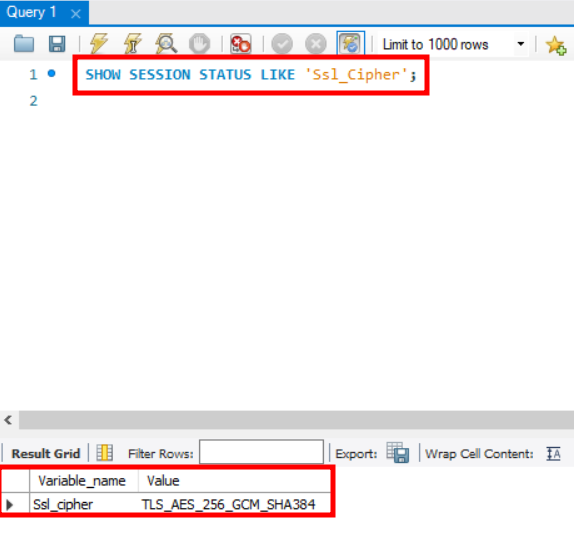 Query 1
Limit to 1000 rows
1 SHOW SESSION STATUS LIKE 'Ssl_Cipher';
2
Result Grid Filter Rows: Export: Wrap Cell Content: IA
Variable_name Value
Ssl_cipher TLS_AES_256_GCM_SHA384